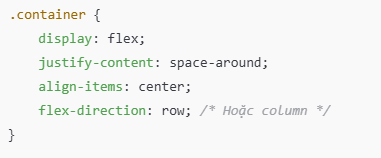 .container {
    display: flex;
    justify-content: space-around;
    align-items: center;
    flex-direction: row; /* Hoặc column */
}